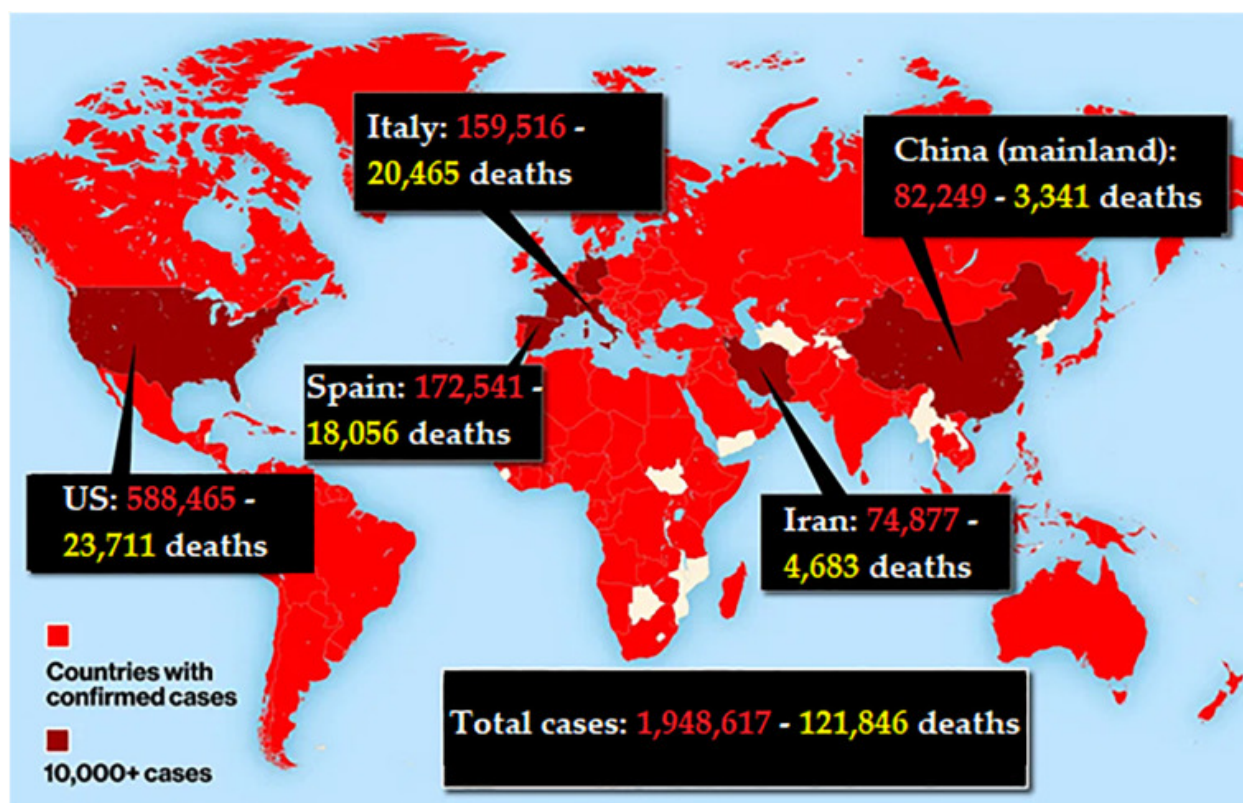 Italy: 159,516 -
20,465 deaths
China (mainland):
82,249 - 3,341 deaths
Spain: 172,541 -
18,056 deaths
US: 588,465 -
23,711 deaths
Iran: 74,877 -
4,683 deaths
Countries with
confirmed cases
10,000+ cases
Total cases: 1,948,617 - 121,846 deaths